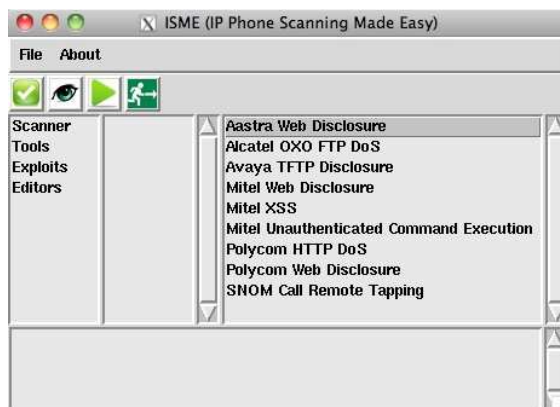 ISME (IP Phone Scanning Made Easy)
File About
Scanner
Tools
Exploits
Editors
Aastra Web Disclosure
Alcatel OXO FTP DoS
Avaya TFTP Disclosure
Mitel Web Disclosure
Mitel XSS
Mitel Unauthenticated Command Execution
Polycom HTTP DoS
Polycom Web Disclosure
SNOM Call Remote Tapping